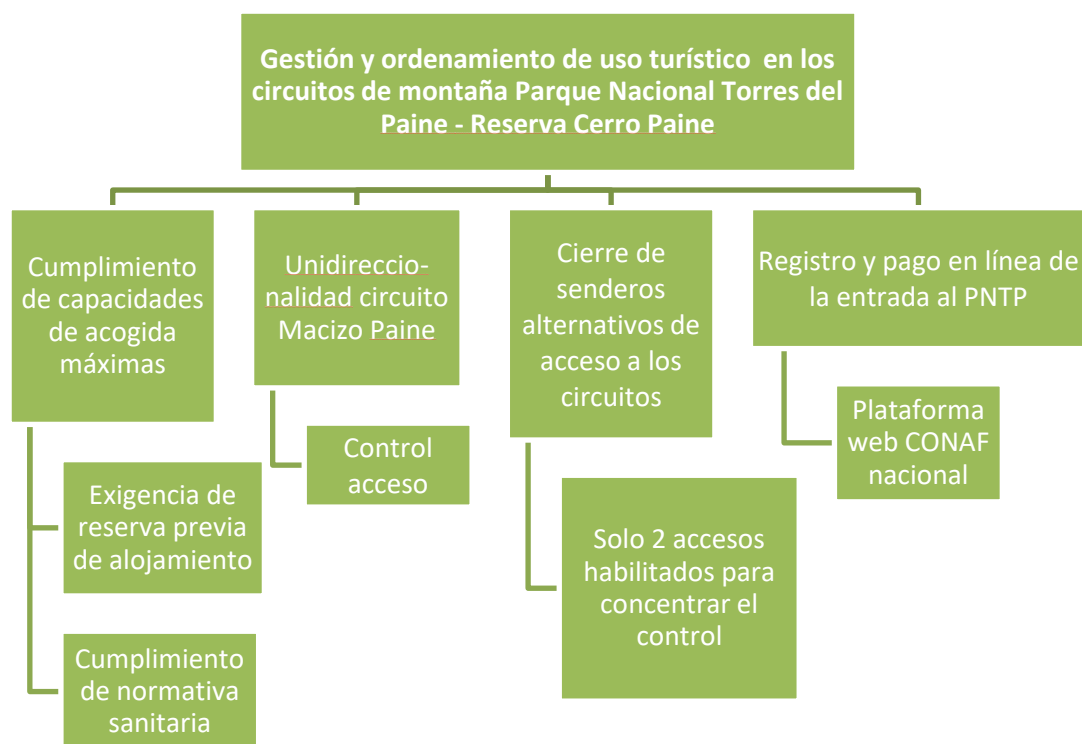 Gestión y ordenamiento de uso turístico en los
circuitos de montaña Parque Nacional Torres del
Paine - Reserva Cerro Paine
Cumplimiento
de capacidades
de acogida
máximas
Exigencia de
reserva previa
de alojamiento
Cumplimiento
de normativa
sanitaria
Unidireccio-
nalidad circuito
Macizo Paine
Control
acceso
Cierre de
senderos
alternativos de
acceso a los
circuitos
Solo 2 accesos
habilitados para
concentrar el
control
Registro y pago en línea de
la entrada al PNTP
Plataforma
web CONAF
nacional